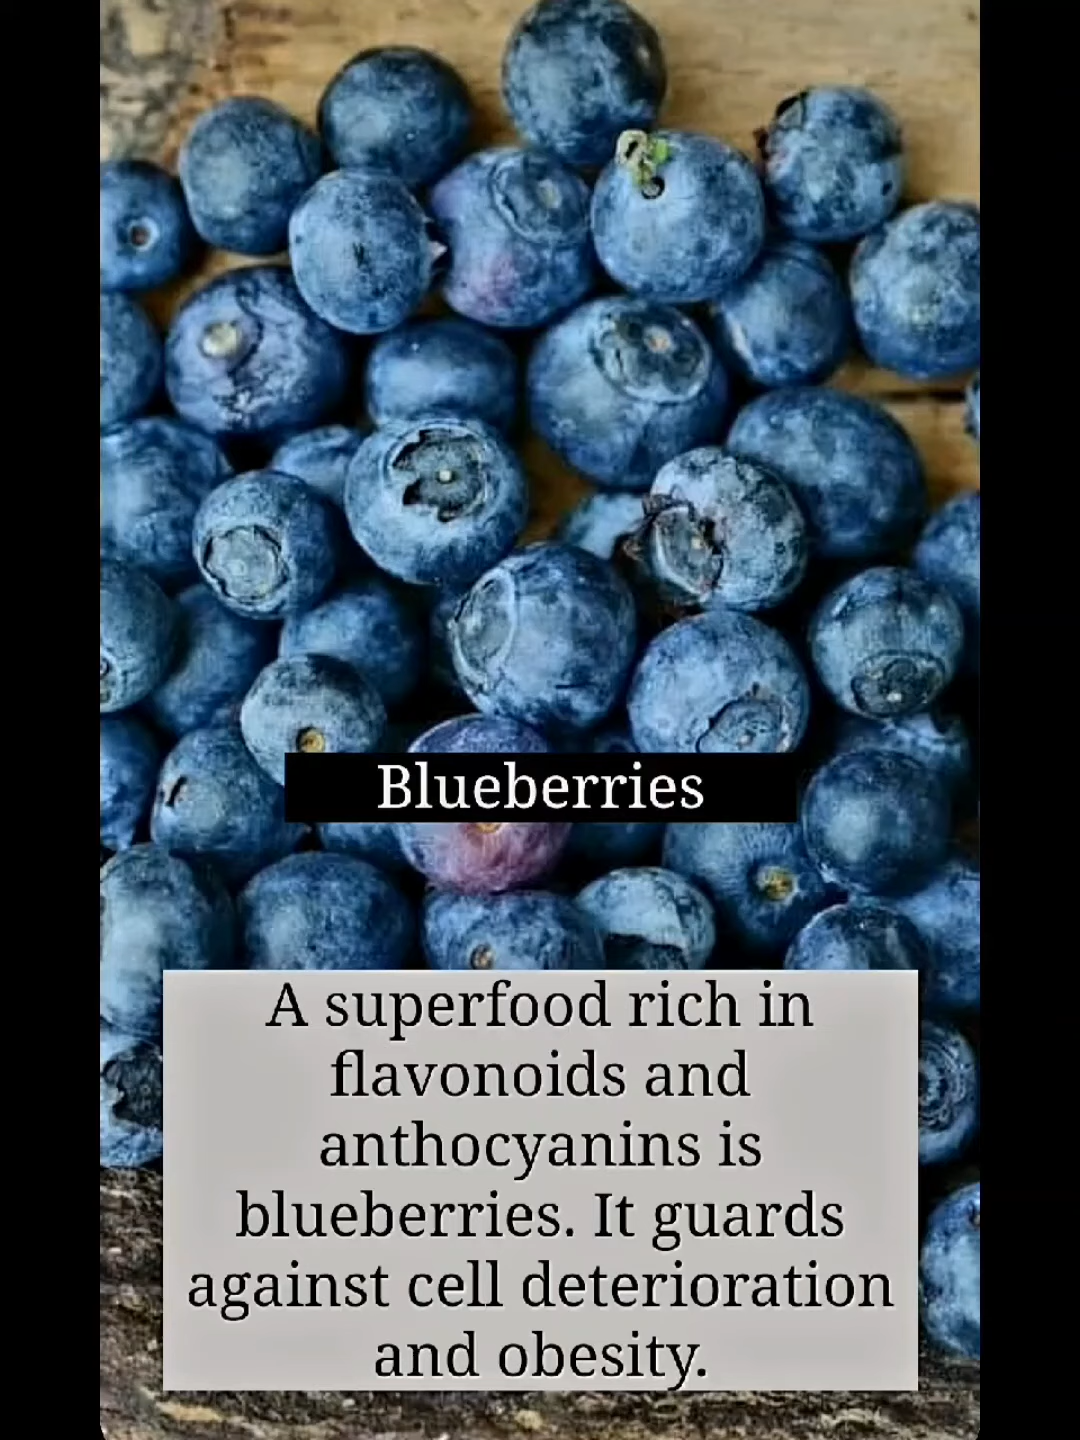 Blueberries
A superfood rich in
flavonoids and
anthocyanins is
blueberries. It guards
against cell deterioration
and obesity.